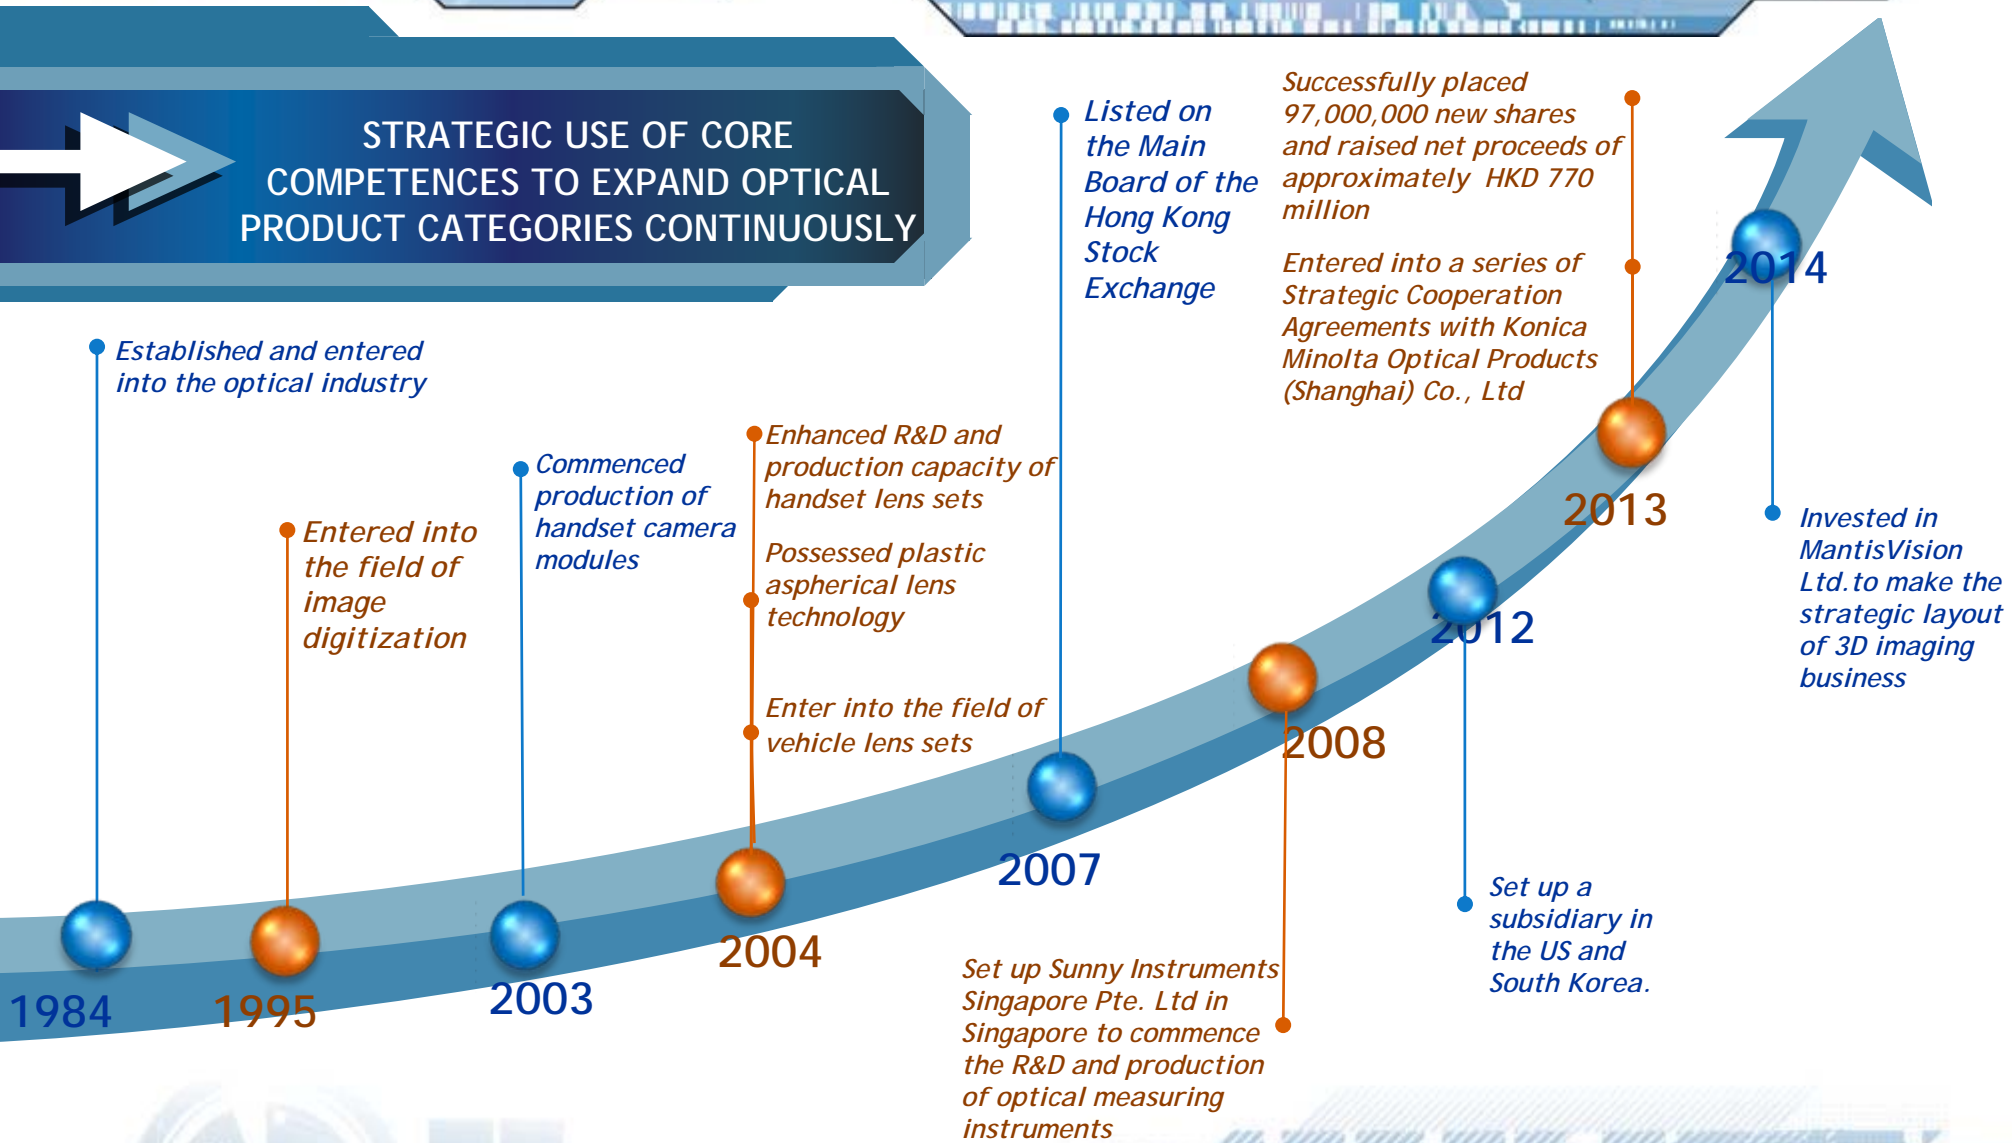 STRATEGIC USE OF CORE
COMPETENCES TO EXPAND OPTICAL
PRODUCT CATEGORIES CONTINUOUSLY
Established and entered
into the optical industry
1984
Entered into
the field of
image
digitization
1995
Commenced
production of
handset camera
modules
2003
Enhanced R&D and
production capacity of
handset lens sets
Possessed plastic
aspherical lens
technology
Enter into the field of
vehicle lens sets
2004
Listed on
the Main
Board of the
Hong Kong
Stock
Exchange
2007
2008
Set up Sunny Instruments
Singapore Pte. Ltd in
Singapore to commence
the R&D and production
of optical measuring
instruments
2012
Set up a
subsidiary in
the US and
South Korea.
Successfully placed
97,000,000 new shares
and raised net proceeds of
approximately HKD 770
million
Entered into a series of
Strategic Cooperation
Agreements with Konica
Minolta Optical Products
(Shanghai) Co., Ltd
2013
2014
Invested in
MantisVision
Ltd.to make the
strategic layout
of 3D imaging
business